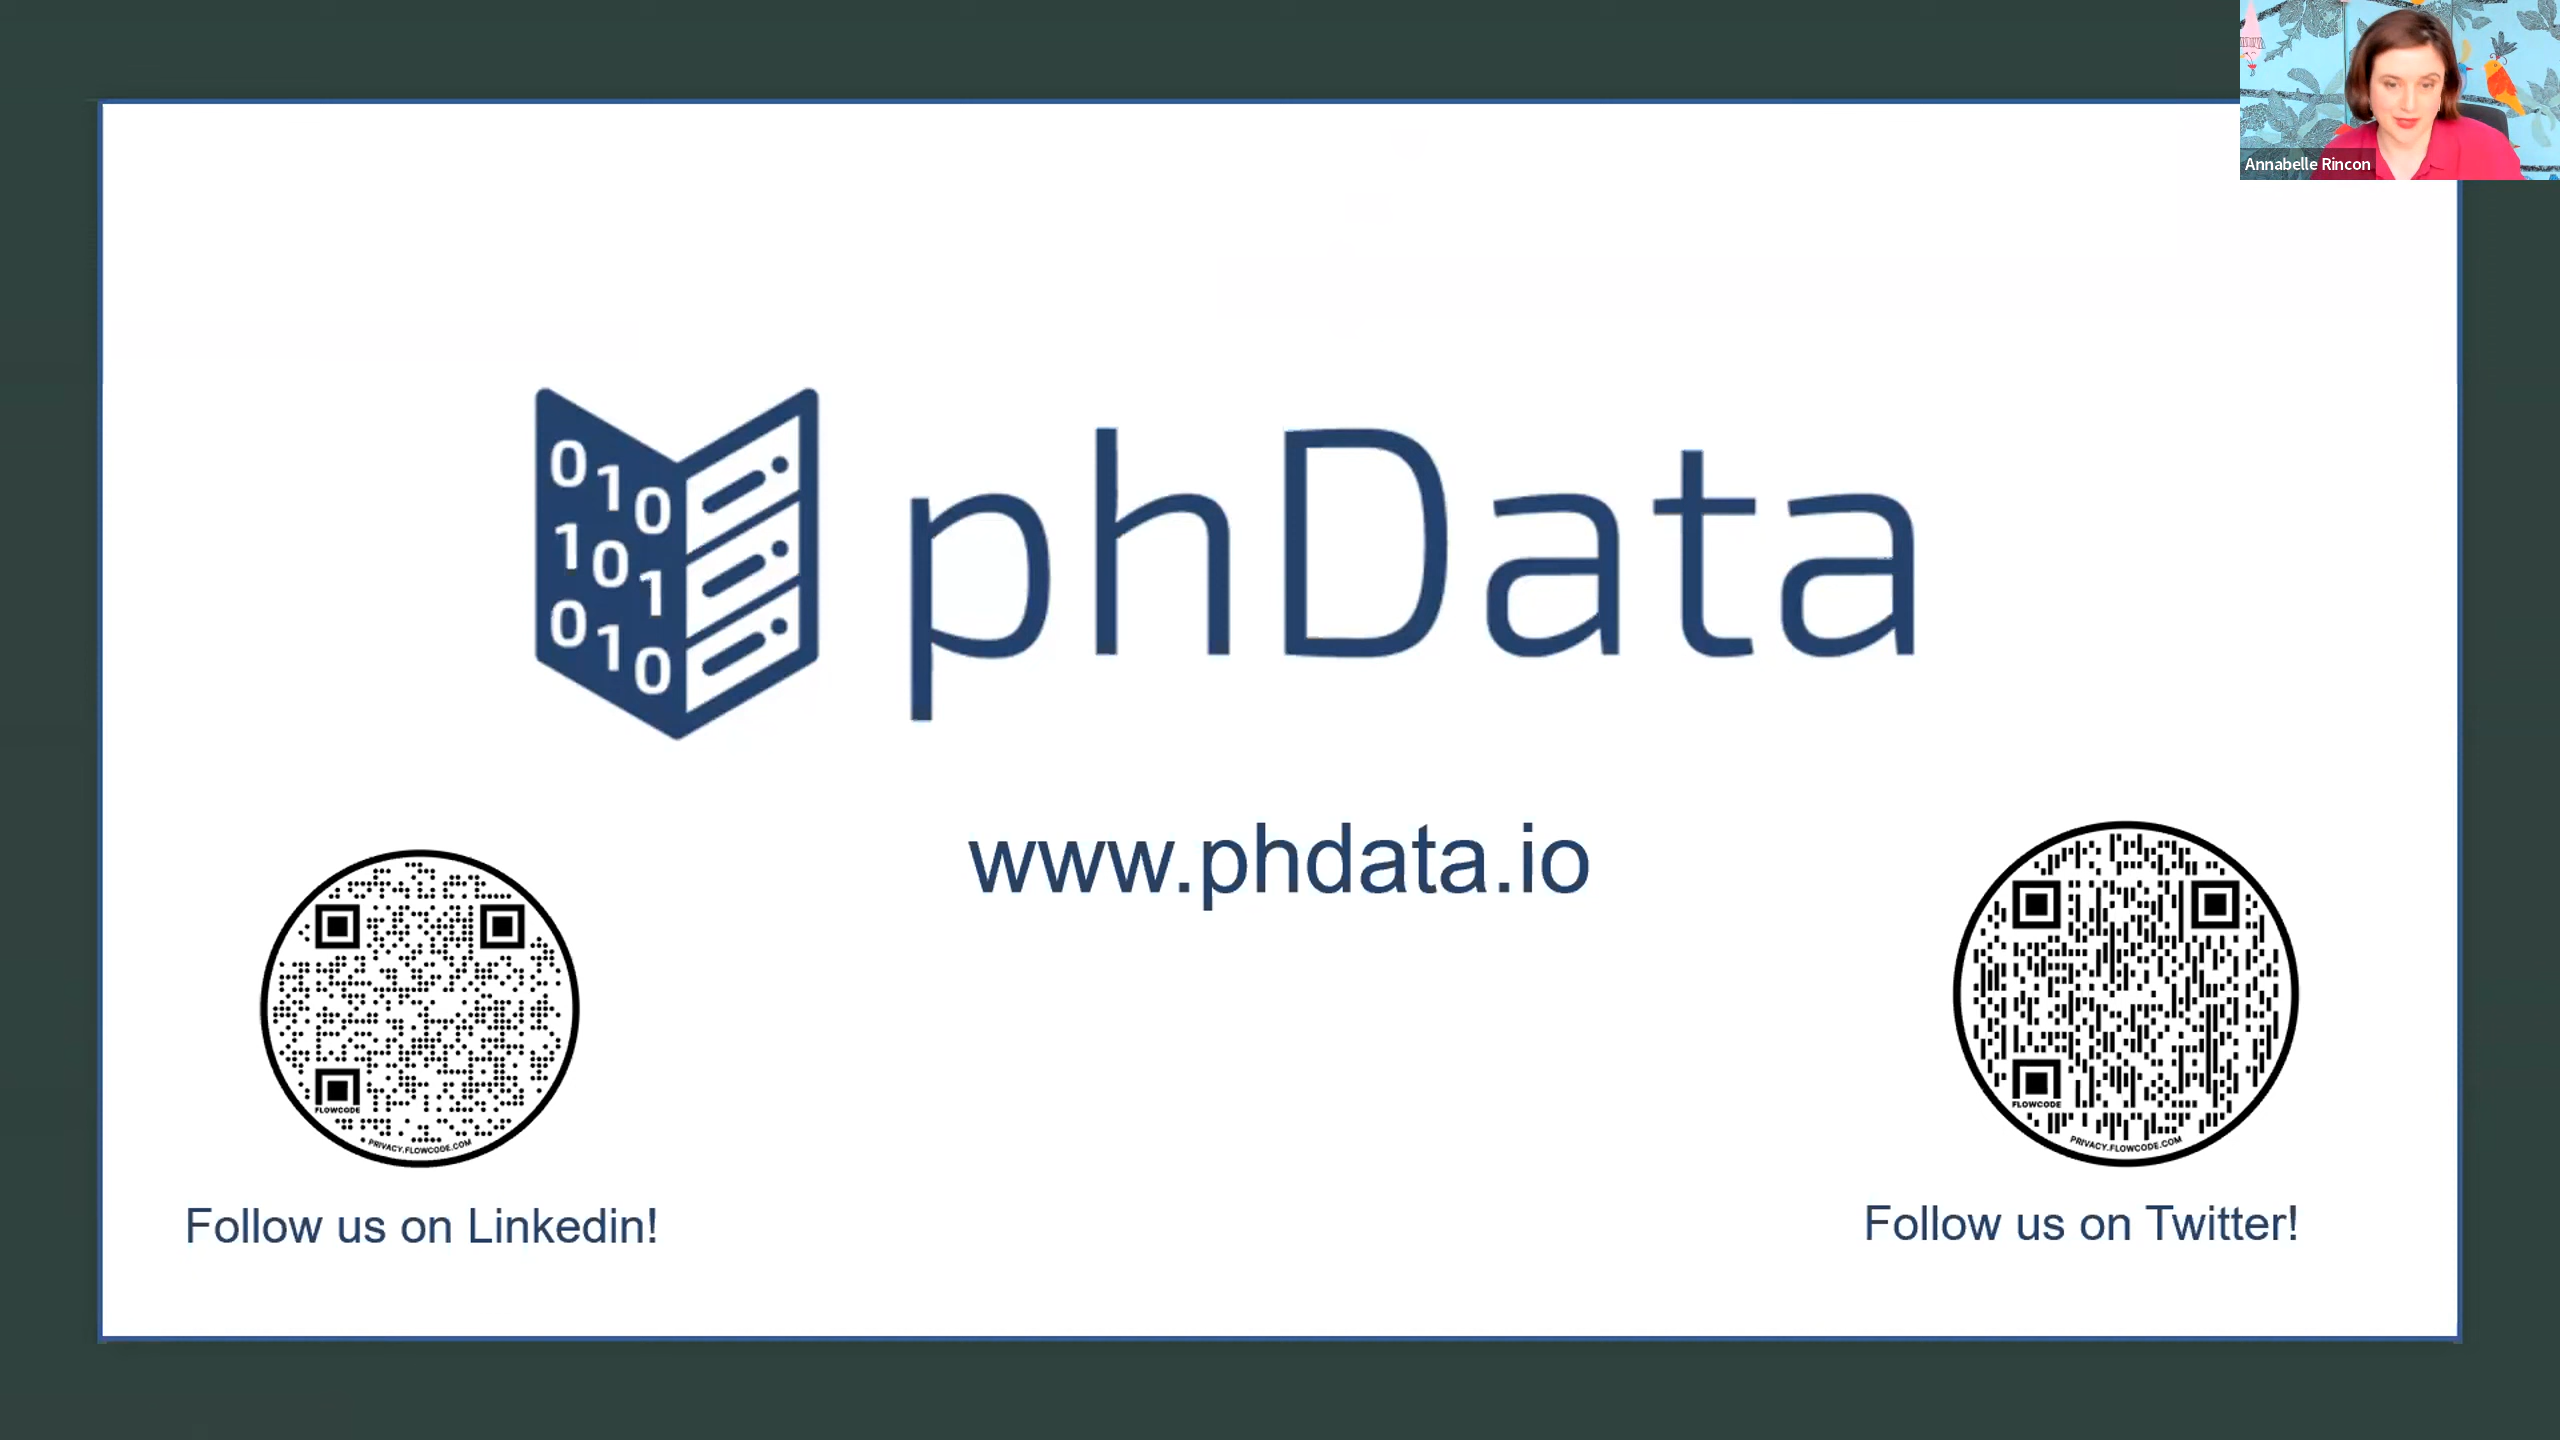 Annabelle Rincon
010
101
010
phData
www.phdata.io
FLOWCODE
PRIVACY.FLOWCODE.COM
Follow us on Linkedin!
FLOWCODE
PRIVACY.FLOWCODE.COM
Follow us on Twitter!